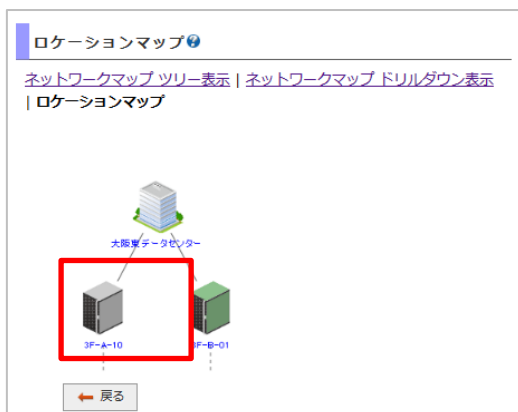 ロケーションマップ?
ネットワークマップ ツリー表示 | ネットワークマップ ドリルダウン表示
| ロケーションマップ
大阪東データセンター
3F-A-10
3F-B-01
戻る